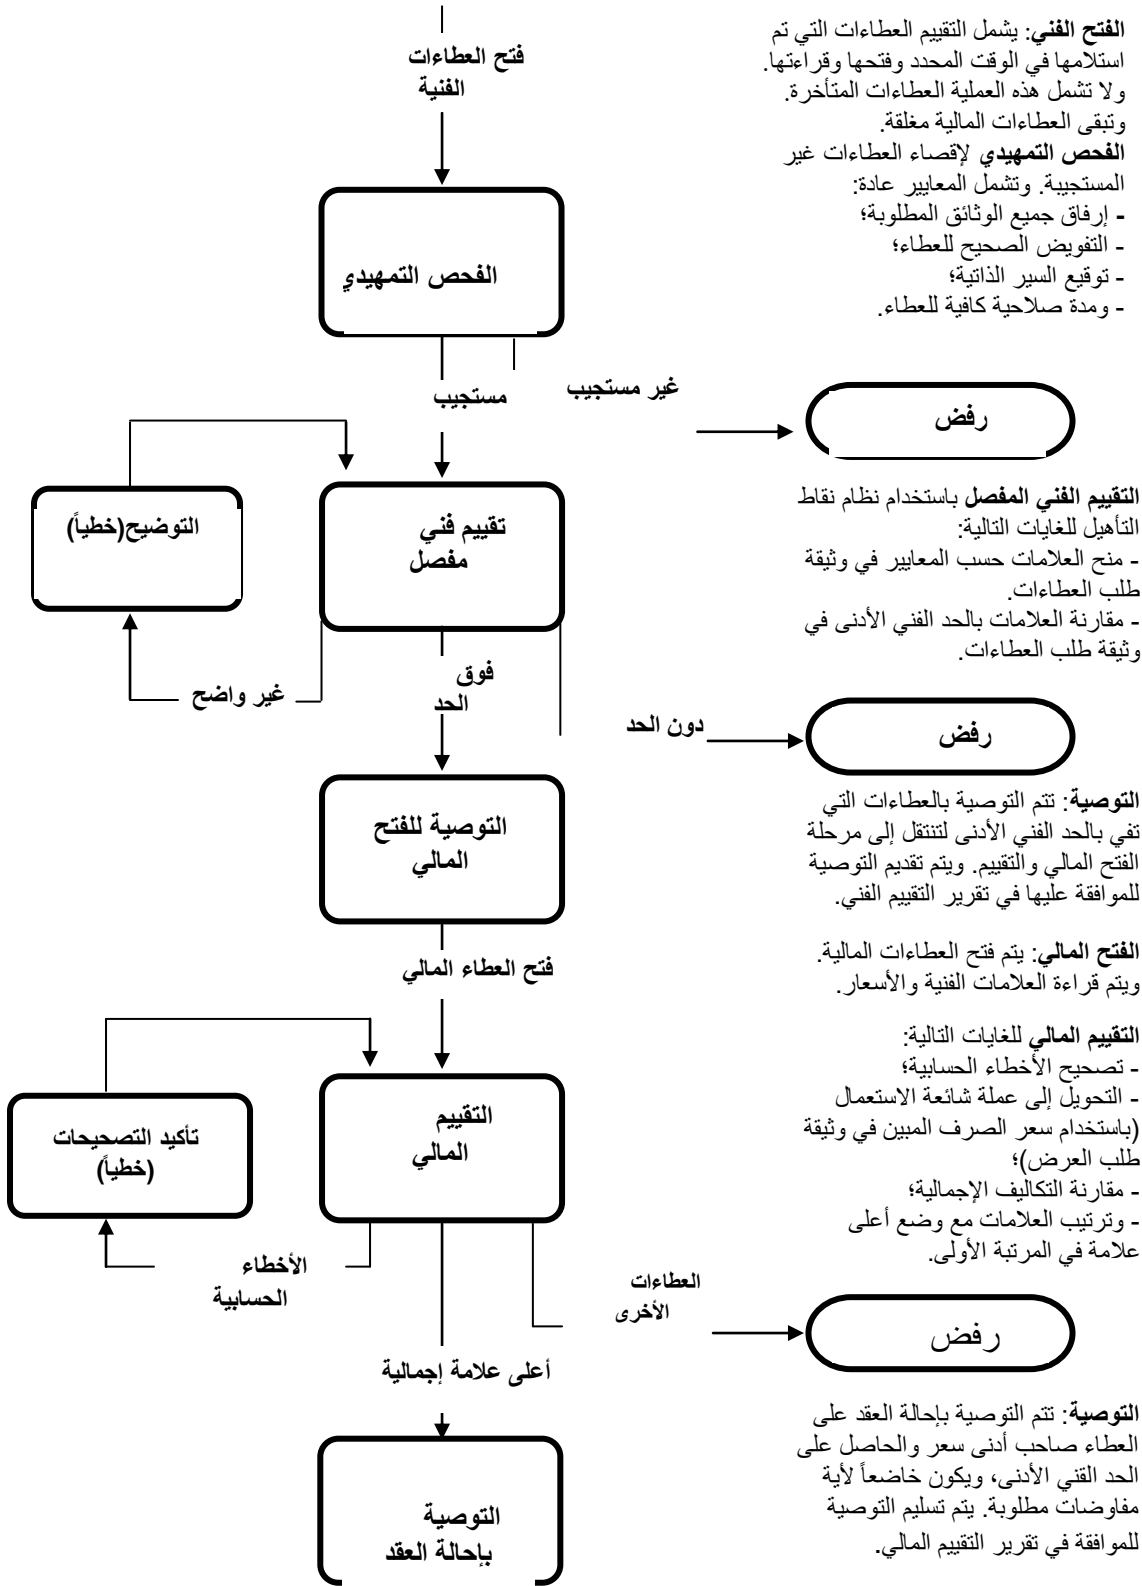 فتح العطاءات
الفنية
الفتح الفني: يشمل التقييم العطاءات التي تم
استلامها في الوقت المحدد وفتحها وقراءتها.
ولا تشمل هذه العملية العطاءات المتأخرة.
وتبقى العطاءات المالية مغلقة.
الفحص التمهيدي لإقصاء العطاءات غير
المستجيبة. وتشمل المعايير عادة:
- إرفاق جميع الوثائق المطلوبة؛
- التفويض الصحيح للعطاء؛
- توقيع السير الذاتية؛
- ومدة صلاحية كافية للعطاء.
الفحص التمهيدي
غير مستجيب
مستجيب
رفض
التقييم الفني المفصل باستخدام نظام نقاط
التأهيل للغايات التالية:
- منح العلامات حسب المعايير في وثيقة
طلب العطاءات.
- مقارنة العلامات بالحد الفني الأدنى في
وثيقة طلب العطاءات.
تقييم فني
مفصل
التوضيح(خطياً)
فوق
الحد
غير واضح
دون الحد
رفض
التوصية: تتم التوصية بالعطاءات التي
تفي بالحد الفني الأدنى لتنتقل إلى مرحلة
الفتح المالي والتقييم. ويتم تقديم التوصية
للموافقة عليها في تقرير التقييم الفني.
التوصية للفتح
المالي
الفتح المالي: يتم فتح العطاءات المالية.
ويتم قراءة العلامات الفنية والأسعار.
فتح العطاء المالي
التقييم المالي للغايات التالية:
- تصحيح الأخطاء الحسابية؛
- التحويل إلى عملة شائعة الاستعمال
(باستخدام سعر الصرف المبين في وثيقة
طلب العرض)؛
- مقارنة التكاليف الإجمالية؛
- وترتيب العلامات مع وضع أعلى
علامة في المرتبة الأولى.
التقييم
المالي
تأكيد التصحيحات
(خطياً)
الأخطاء
الحسابية
العطاءات
الأخرى
رفض
أعلى علامة إجمالية
التوصية: تتم التوصية بإحالة العقد على
العطاء صاحب أدنى سعر والحاصل على
الحد القني الأدنى، ويكون خاضعاً لأية
مفاوضات مطلوبة. يتم تسليم التوصية
للموافقة في تقرير التقييم المالي.
التوصية
بإحالة العقد